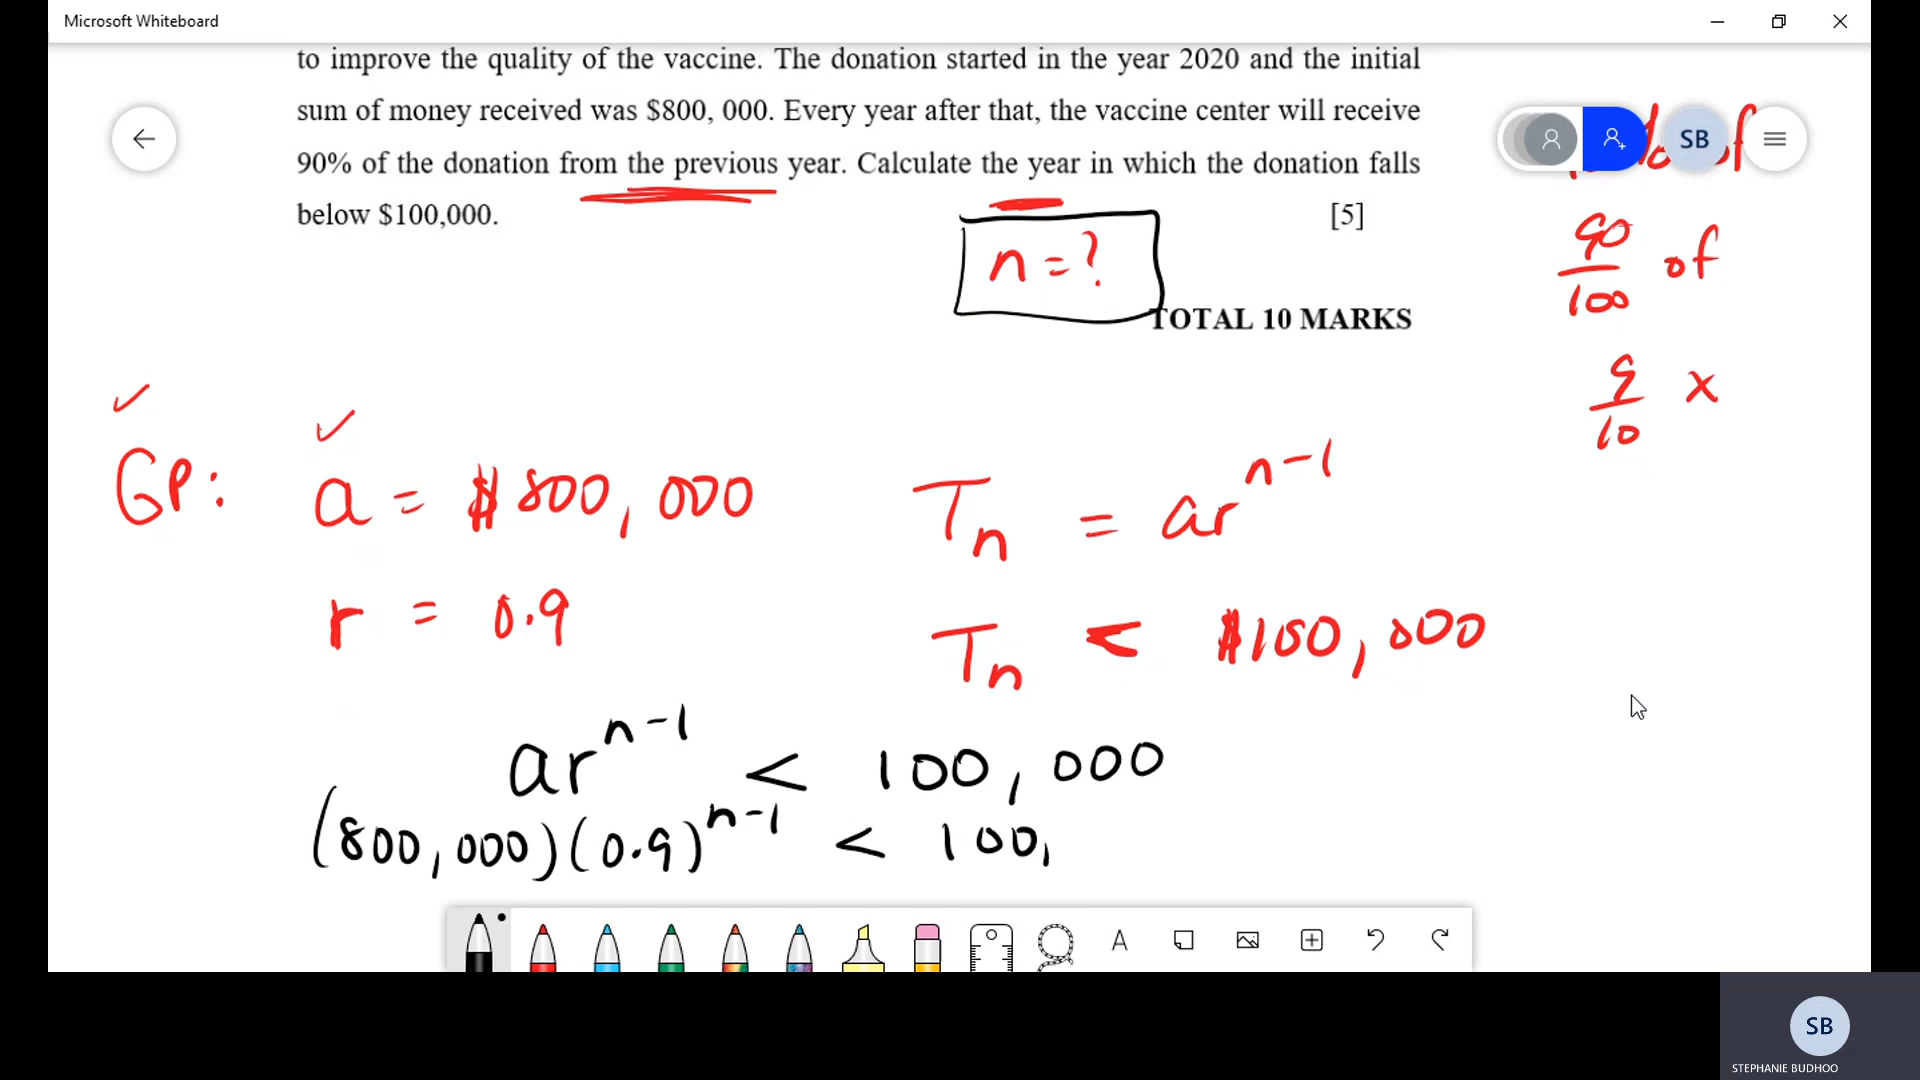 Microsoft Whiteboard
to improve the quality of the vaccine. The donation started in the year 2020 and the initial
sum of money received was $800, 000. Every year after that, the vaccine center will receive
90% of the donation from the previous year. Calculate the year in which the donation falls
below $100,000. [5]
n = ?
TOTAL 10 MARKS
SB
of
90/100 of
9/10 x
GP: a = $800,000
r = 0.9
Tn = ar^n-1
Tn < $100,000
ar^n-1 < 100,000
(800,000)(0.9)^n-1 < 100,
A
SB
STEPHANIE BUDHOO